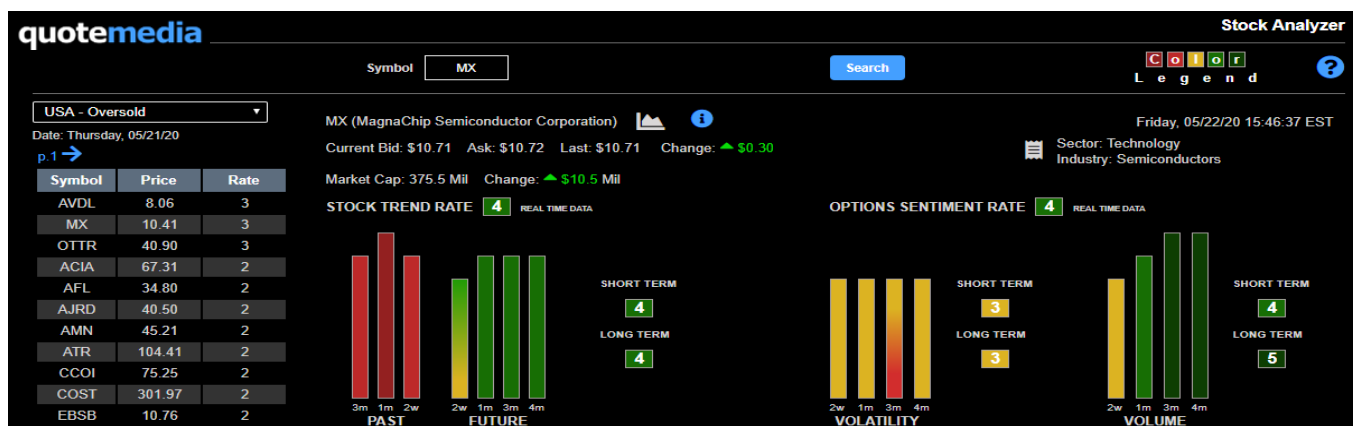 quotemedia
Stock Analyzer
Symbol MX Search
Color
Legend
?
USA - Oversold
Date: Thursday, 05/21/20
p.1
Symbol Price Rate
AVDL 8.06 3
MX 10.41 3
OTTR 40.90 3
ACIA 67.31 2
AFL 34.80 2
AJRD 40.50 2
AMN 45.21 2
ATR 104.41 2
CCOI 75.25 2
COST 301.97 2
EBSB 10.76 2
MX (MagnaChip Semiconductor Corporation) i
Friday, 05/22/20 15:46:37 EST
Current Bid: $10.71 Ask: $10.72 Last: $10.71 Change: $0.30
Sector: Technology
Industry: Semiconductors
Market Cap: 375.5 Mil Change: $10.5 Mil
STOCK TREND RATE 4 REAL TIME DATA
SHORT TERM
4
LONG TERM
4
3m 1m 2w 2w 1m 3m 4m
PAST FUTURE
OPTIONS SENTIMENT RATE 4 REAL TIME DATA
SHORT TERM
3
LONG TERM
3
2w 1m 3m 4m
VOLATILITY
SHORT TERM
4
LONG TERM
5
2w 1m 3m 4m
VOLUME